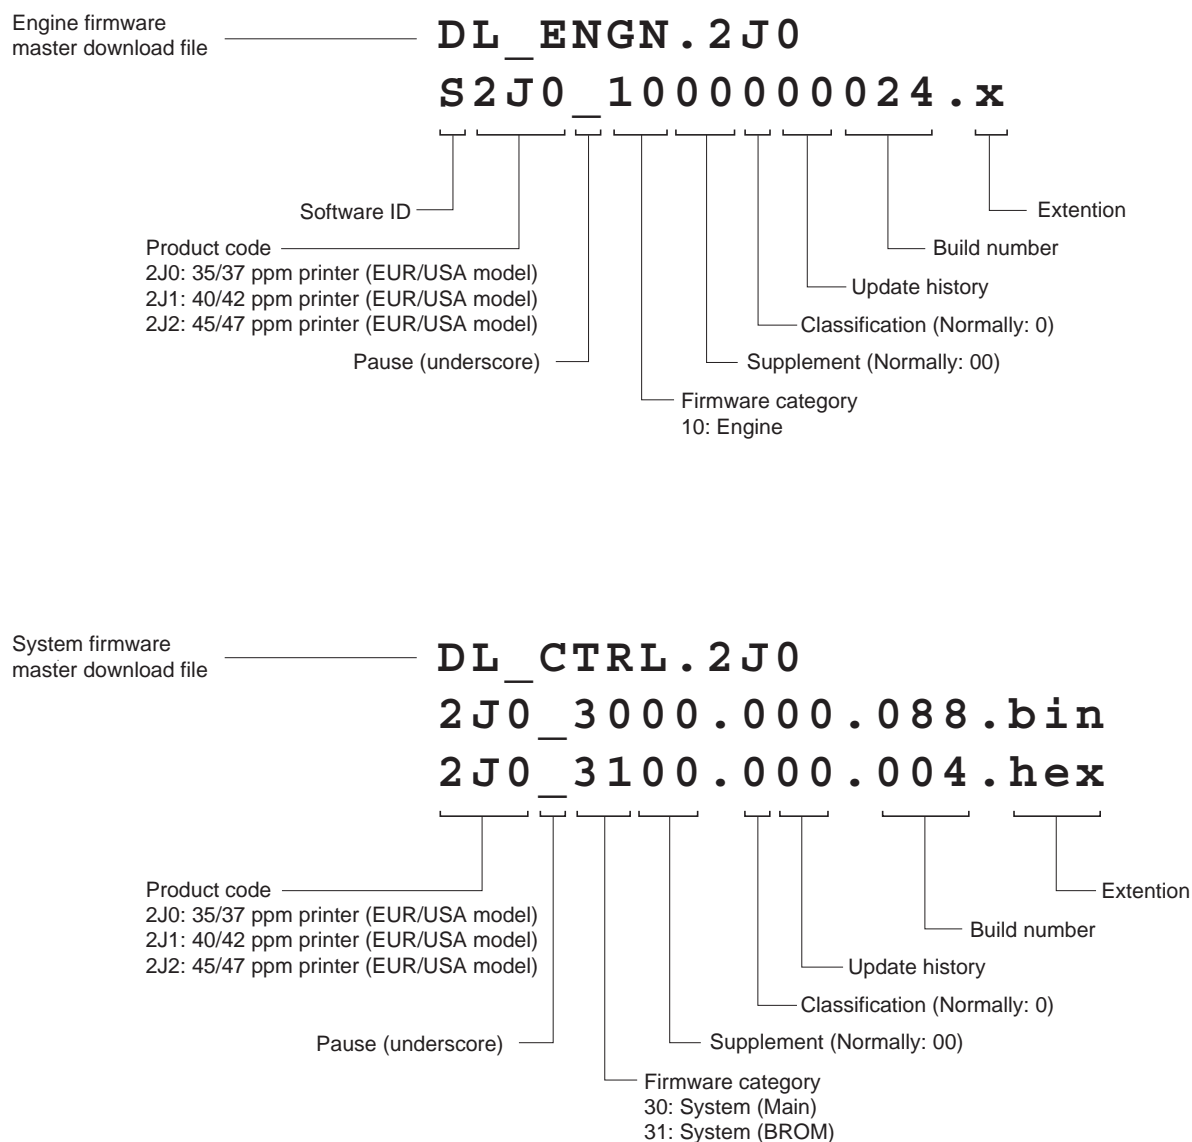 Engine firmware
master download file
DL_ENGN.2J0
S2J0_1000000024.x
Software ID
Extention
Product code
2J0: 35/37 ppm printer (EUR/USA model)
2J1: 40/42 ppm printer (EUR/USA model)
2J2: 45/47 ppm printer (EUR/USA model)
Build number
Update history
Classification (Normally: 0)
Pause (underscore)
Supplement (Normally: 00)
Firmware category
10: Engine
System firmware
master download file
DL_CTRL.2J0
2J0_3000.000.088.bin
2J0_3100.000.004.hex
Product code
2J0: 35/37 ppm printer (EUR/USA model)
2J1: 40/42 ppm printer (EUR/USA model)
2J2: 45/47 ppm printer (EUR/USA model)
Extention
Build number
Update history
Classification (Normally: 0)
Pause (underscore)
Supplement (Normally: 00)
Firmware category
30: System (Main)
31: System (BROM)